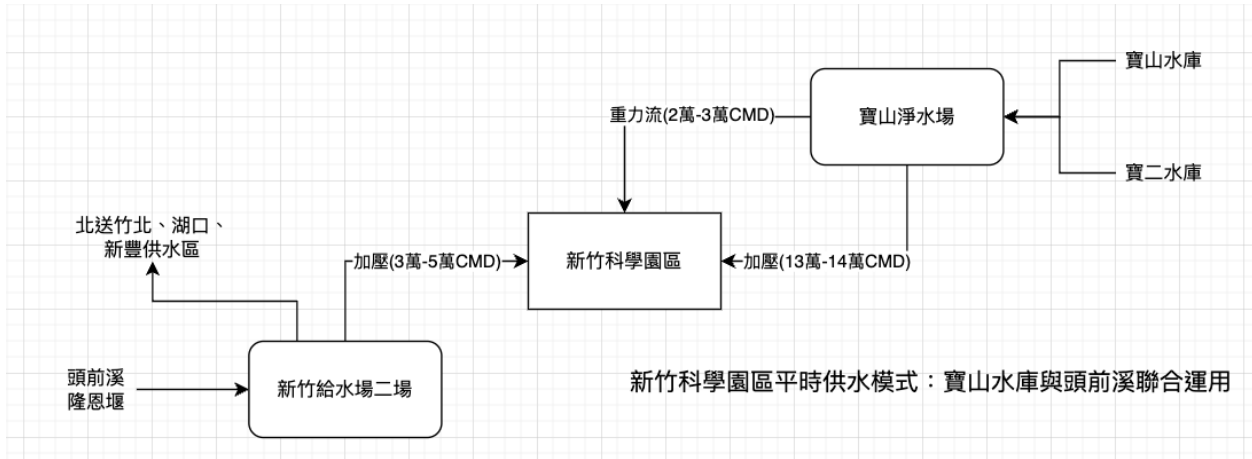 寶山水庫
重力流(2萬-3萬CMD)
寶山淨水場
寶二水庫
北送竹北、湖口、
新豐供水區
加壓(3萬-5萬CMD)
新竹科學園區
加壓(13萬-14萬CMD)
頭前溪
隆恩堰
新竹給水場二場
新竹科學園區平時供水模式：寶山水庫與頭前溪聯合運用